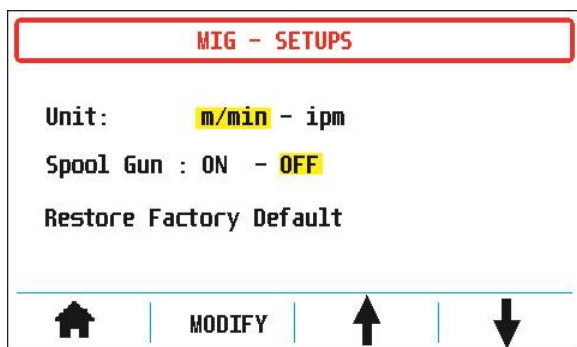 MIG - SETUPS
Unit: m/min - ipm
Spool Gun : ON - OFF
Restore Factory Default
MODIFY